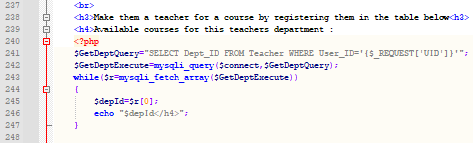 237 <br>
238 <h3>Make them a teacher for a course by registering them in the table below<h3>
239 <h4>Available courses for this teachers department :
240 <?php
241 $GetDeptQuery="SELECT Dept_ID FROM Teacher WHERE User_ID='{$_REQUEST['UID']}'";
242 $GetDeptExecute=mysqli_query($connect,$GetDeptQuery);
243 while($r=mysqli_fetch_array($GetDeptExecute))
244 {
245 $depId=$r[0];
246 echo "$depId</h4>";
247 }
248